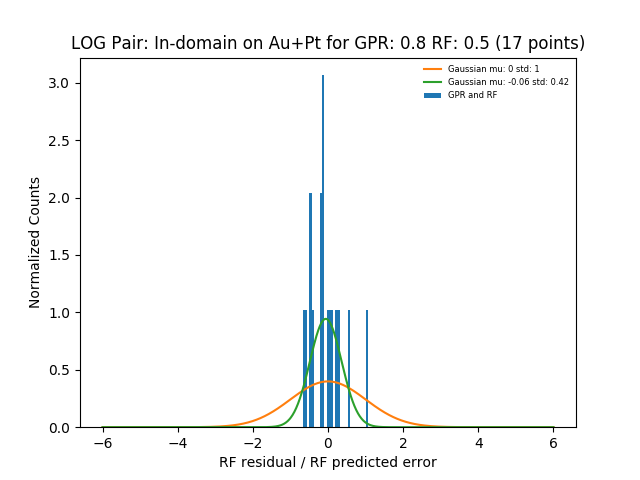 LOG Pair: In-domain on Au+Pt for GPR: 0.8 RF: 0.5 (17 points)
Gaussian mu: 0 std: 1
Gaussian mu: -0.06 std: 0.42
GPR and RF
Normalized Counts
3.0
2.5
2.0
1.5
1.0
0.5
0.0
−6 −4 −2 0 2 4 6
RF residual / RF predicted error